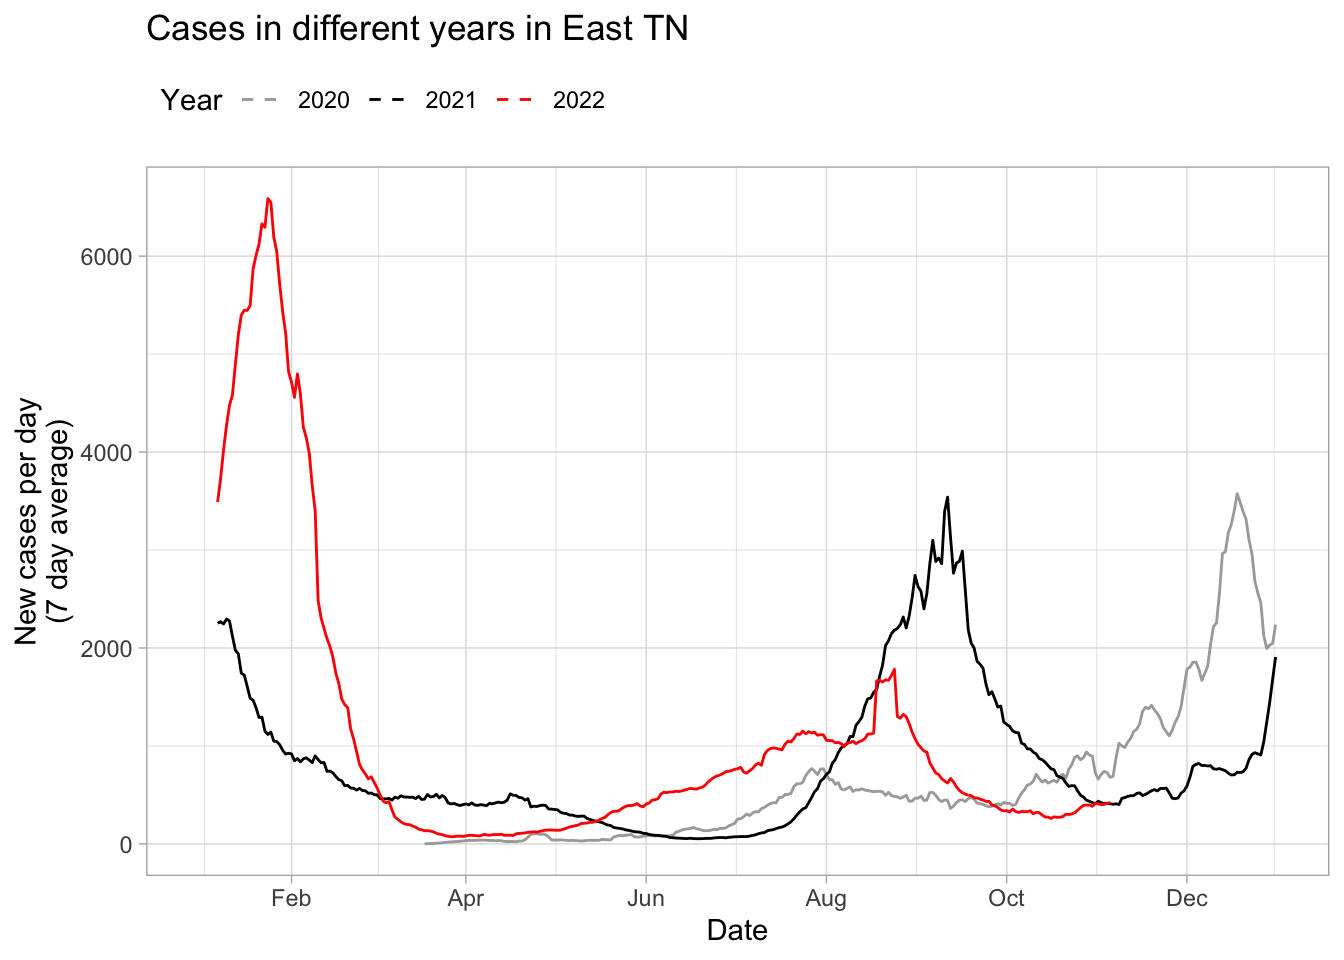 Cases in different years in East TN
Year 2020 2021 2022
New cases per day
(7 day average)
6000
4000
2000
0
Feb Apr Jun Aug Oct Dec
Date